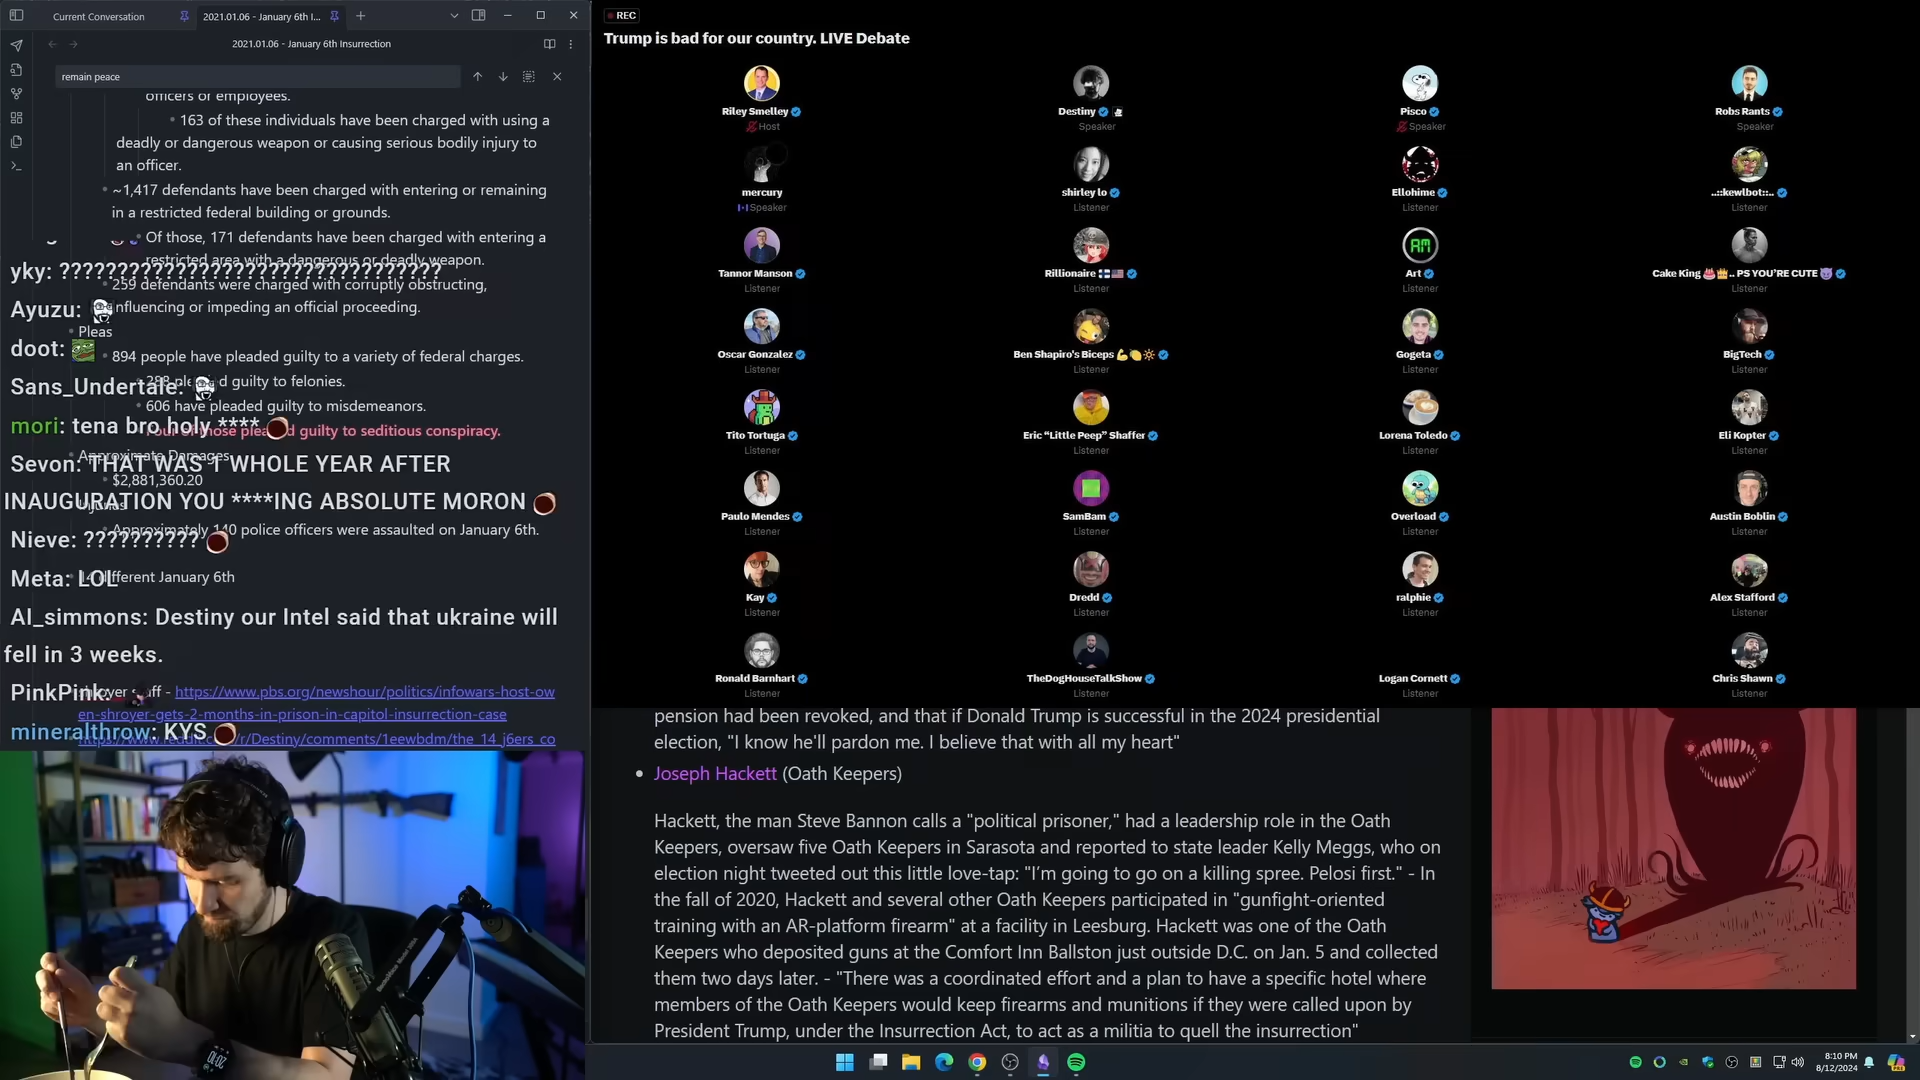 Current Conversation
2021.01.06 - January 6th I...
2021.01.06 - January 6th Insurrection
remain peace
officers or employees.
163 of these individuals have been charged with using a
deadly or dangerous weapon or causing serious bodily injury to
an officer.
~1,417 defendants have been charged with entering or remaining
in a restricted federal building or grounds.
Of those, 171 defendants have been charged with entering a
restricted area with a dangerous or deadly weapon.
yky: ?????????????????????????????????
259 defendants were charged with corruptly obstructing,
influencing or impeding an official proceeding.
Ayuzu:
Pleas
doot:
894 people have pleaded guilty to a variety of federal charges.
guilty to felonies.
Sans_Undertale:
606 have pleaded guilty to misdemeanors.
mori: tena bro holy ****
guilty to seditious conspiracy.
Approximate Damages
Sevon: THAT WAS 1 WHOLE YEAR AFTER
$2,881,360.20
INAUGURATION YOU ****ING ABSOLUTE MORON
Approximately 140 police officers were assaulted on January 6th.
Nieve: ??????????
Meta: LOL
different January 6th
AI_simmons: Destiny our Intel said that ukraine will
fell in 3 weeks.
PinkPink:
https://www.pbs.org/newshour/politics/infowars-host-ow
en-shroyer-gets-2-months-in-prison-in-capitol-insurrection-case
mineralthrow: KYS
/r/Destiny/comments/1eewbdm/the_14_j6ers_co
REC
Trump is bad for our country. LIVE Debate
Riley Smelley
Host
Destiny
Speaker
Pisco
Speaker
Robs Rants
Speaker
mercury
Speaker
shirley lo
Listener
Ellohime
Listener
..::kewlbot::..
Listener
Tannor Manson
Listener
Rillionaire
Listener
RM
Art
Listener
Cake King .. PS YOU'RE CUTE
Listener
Oscar Gonzalez
Listener
Ben Shapiro's Biceps
Listener
Gogeta
Listener
BigTech
Listener
Tito Tortuga
Listener
Eric “Little Peep” Shaffer
Listener
Lorena Toledo
Listener
Eli Kopter
Listener
Paulo Mendes
Listener
SamBam
Listener
Overload
Listener
Austin Boblin
Listener
Kay
Listener
Dredd
Listener
ralphie
Listener
Alex Stafford
Listener
Ronald Barnhart
Listener
TheDogHouseTalkShow
Listener
Logan Cornett
Listener
Chris Shawn
Listener
pension had been revoked, and that if Donald Trump is successful in the 2024 presidential
election, "I know he'll pardon me. I believe that with all my heart"
Joseph Hackett (Oath Keepers)
Hackett, the man Steve Bannon calls a "political prisoner," had a leadership role in the Oath
Keepers, oversaw five Oath Keepers in Sarasota and reported to state leader Kelly Meggs, who on
election night tweeted out this little love-tap: "I'm going to go on a killing spree. Pelosi first." - In
the fall of 2020, Hackett and several other Oath Keepers participated in "gunfight-oriented
training with an AR-platform firearm" at a facility in Leesburg. Hackett was one of the Oath
Keepers who deposited guns at the Comfort Inn Ballston just outside D.C. on Jan. 5 and collected
them two days later. - "There was a coordinated effort and a plan to have a specific hotel where
members of the Oath Keepers would keep firearms and munitions if they were called upon by
President Trump, under the Insurrection Act, to act as a militia to quell the insurrection"
8:10 PM
8/12/2024